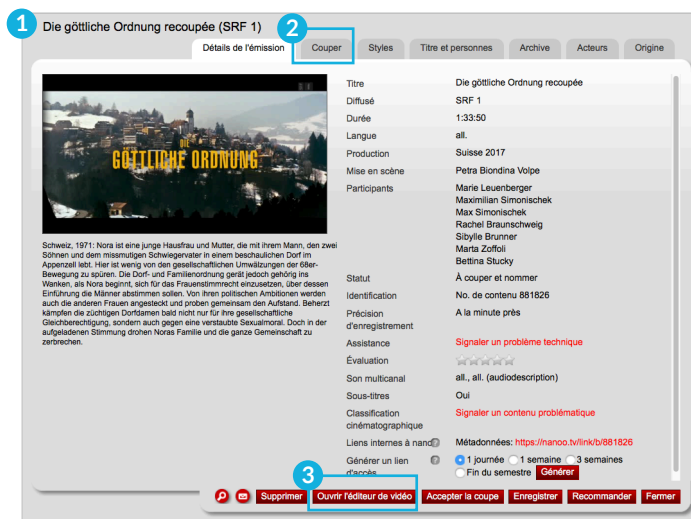 1
Die göttliche Ordnung recoupée (SRF 1)
2
Détails de l'émission Couper Styles Titre et personnes Archive Acteurs Origine
DIE
GÖTTLICHE ORDNUNG
Schweiz, 1971: Nora ist eine junge Hausfrau und Mutter, die mit ihrem Mann, den zwei
Söhnen und dem missmutigen Schwiegervater in einem beschaulichen Dorf im
Appenzell lebt. Hier ist wenig von den gesellschaftlichen Umwälzungen der 68er-
Bewegung zu spüren. Die Dorf- und Familienordnung gerät jedoch gehörig ins
Wanken, als Nora beginnt, sich für das Frauenstimmrecht einzusetzen, über dessen
Einführung die Männer abstimmen sollen. Von ihren politischen Ambitionen werden
auch die anderen Frauen angesteckt und proben gemeinsam den Aufstand. Beherzt
kämpfen die züchtigen Dorfdamen bald nicht nur für ihre gesellschaftliche
Gleichberechtigung, sondern auch gegen eine verstaubte Sexualmoral. Doch in der
aufgeladenen Stimmung drohen Noras Familie und die ganze Gemeinschaft zu
zerbrechen.
Titre Die göttliche Ordnung recoupée
Diffusé SRF 1
Durée 1:33:50
Langue all.
Production Suisse 2017
Mise en scène Petra Biondina Volpe
Participants Marie Leuenberger
Maximilian Simonischek
Max Simonischek
Rachel Braunschweig
Sibylle Brunner
Marta Zoffoli
Bettina Stucky
Statut À couper et nommer
Identification No. de contenu 881826
Précision A la minute près
d'enregistrement
Assistance Signaler un problème technique
Évaluation
Son multicanal all., all. (audiodescription)
Sous-titres Oui
Classification Signaler un contenu problématique
cinématographique
Liens internes à nano ? Métadonnées: https://nanoo.tv/link/b/881826
Générer un lien ? 1 journée 1 semaine 3 semaines
d'accès Fin du semestre Générer
3
Supprimer Ouvrir l'éditeur de vidéo Accepter la coupe Enregistrer Recommander Fermer